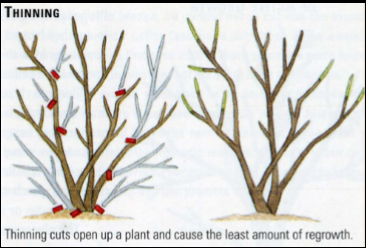 THINNING
Thinning cuts open up a plant and cause the least amount of regrowth.